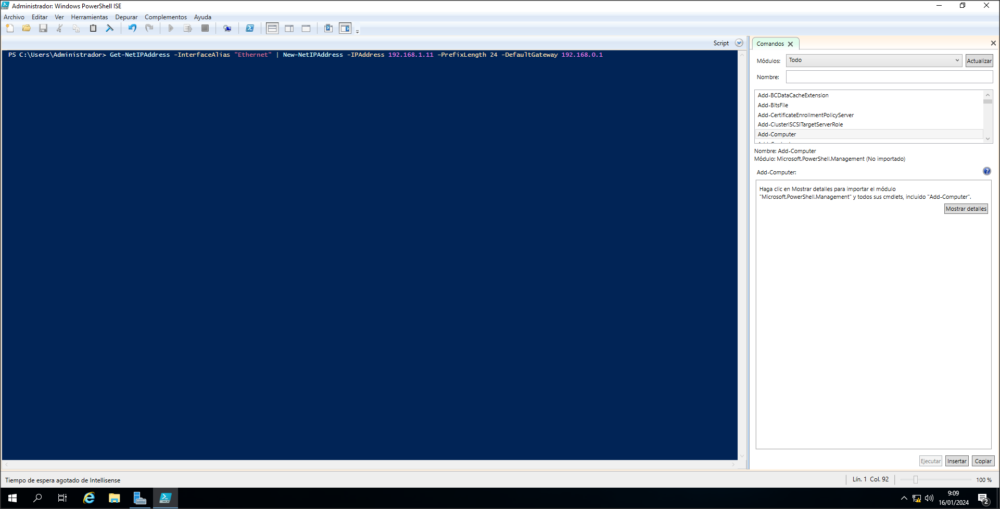 Administrador: Windows PowerShell ISE
Archivo Editar Ver Herramientas Depurar Complementos Ayuda
Script
PS C:\Users\Administrador> Get-NetIPAddress -InterfaceAlias "Ethernet" | New-NetIPAddress -IPAddress 192.168.1.11 -PrefixLength 24 -DefaultGateway 192.168.0.1
Comandos
Módulos: Todo Actualizar
Nombre:
Add-BCDataCacheExtension
Add-BitsFile
Add-CertificateEnrollmentPolicyServer
Add-ClusteriSCSITargetServerRole
Add-Computer
Nombre: Add-Computer
Módulo: Microsoft.PowerShell.Management (No importado)
Add-Computer:
Haga clic en Mostrar detalles para importar el módulo
"Microsoft.PowerShell.Management" y todos sus cmdlets, incluido "Add-Computer".
Mostrar detalles
Ejecutar Insertar Copiar
Tiempo de espera agotado de Intellisense
Lín. 1 Col. 92
100 %
9:09
16/01/2024
2